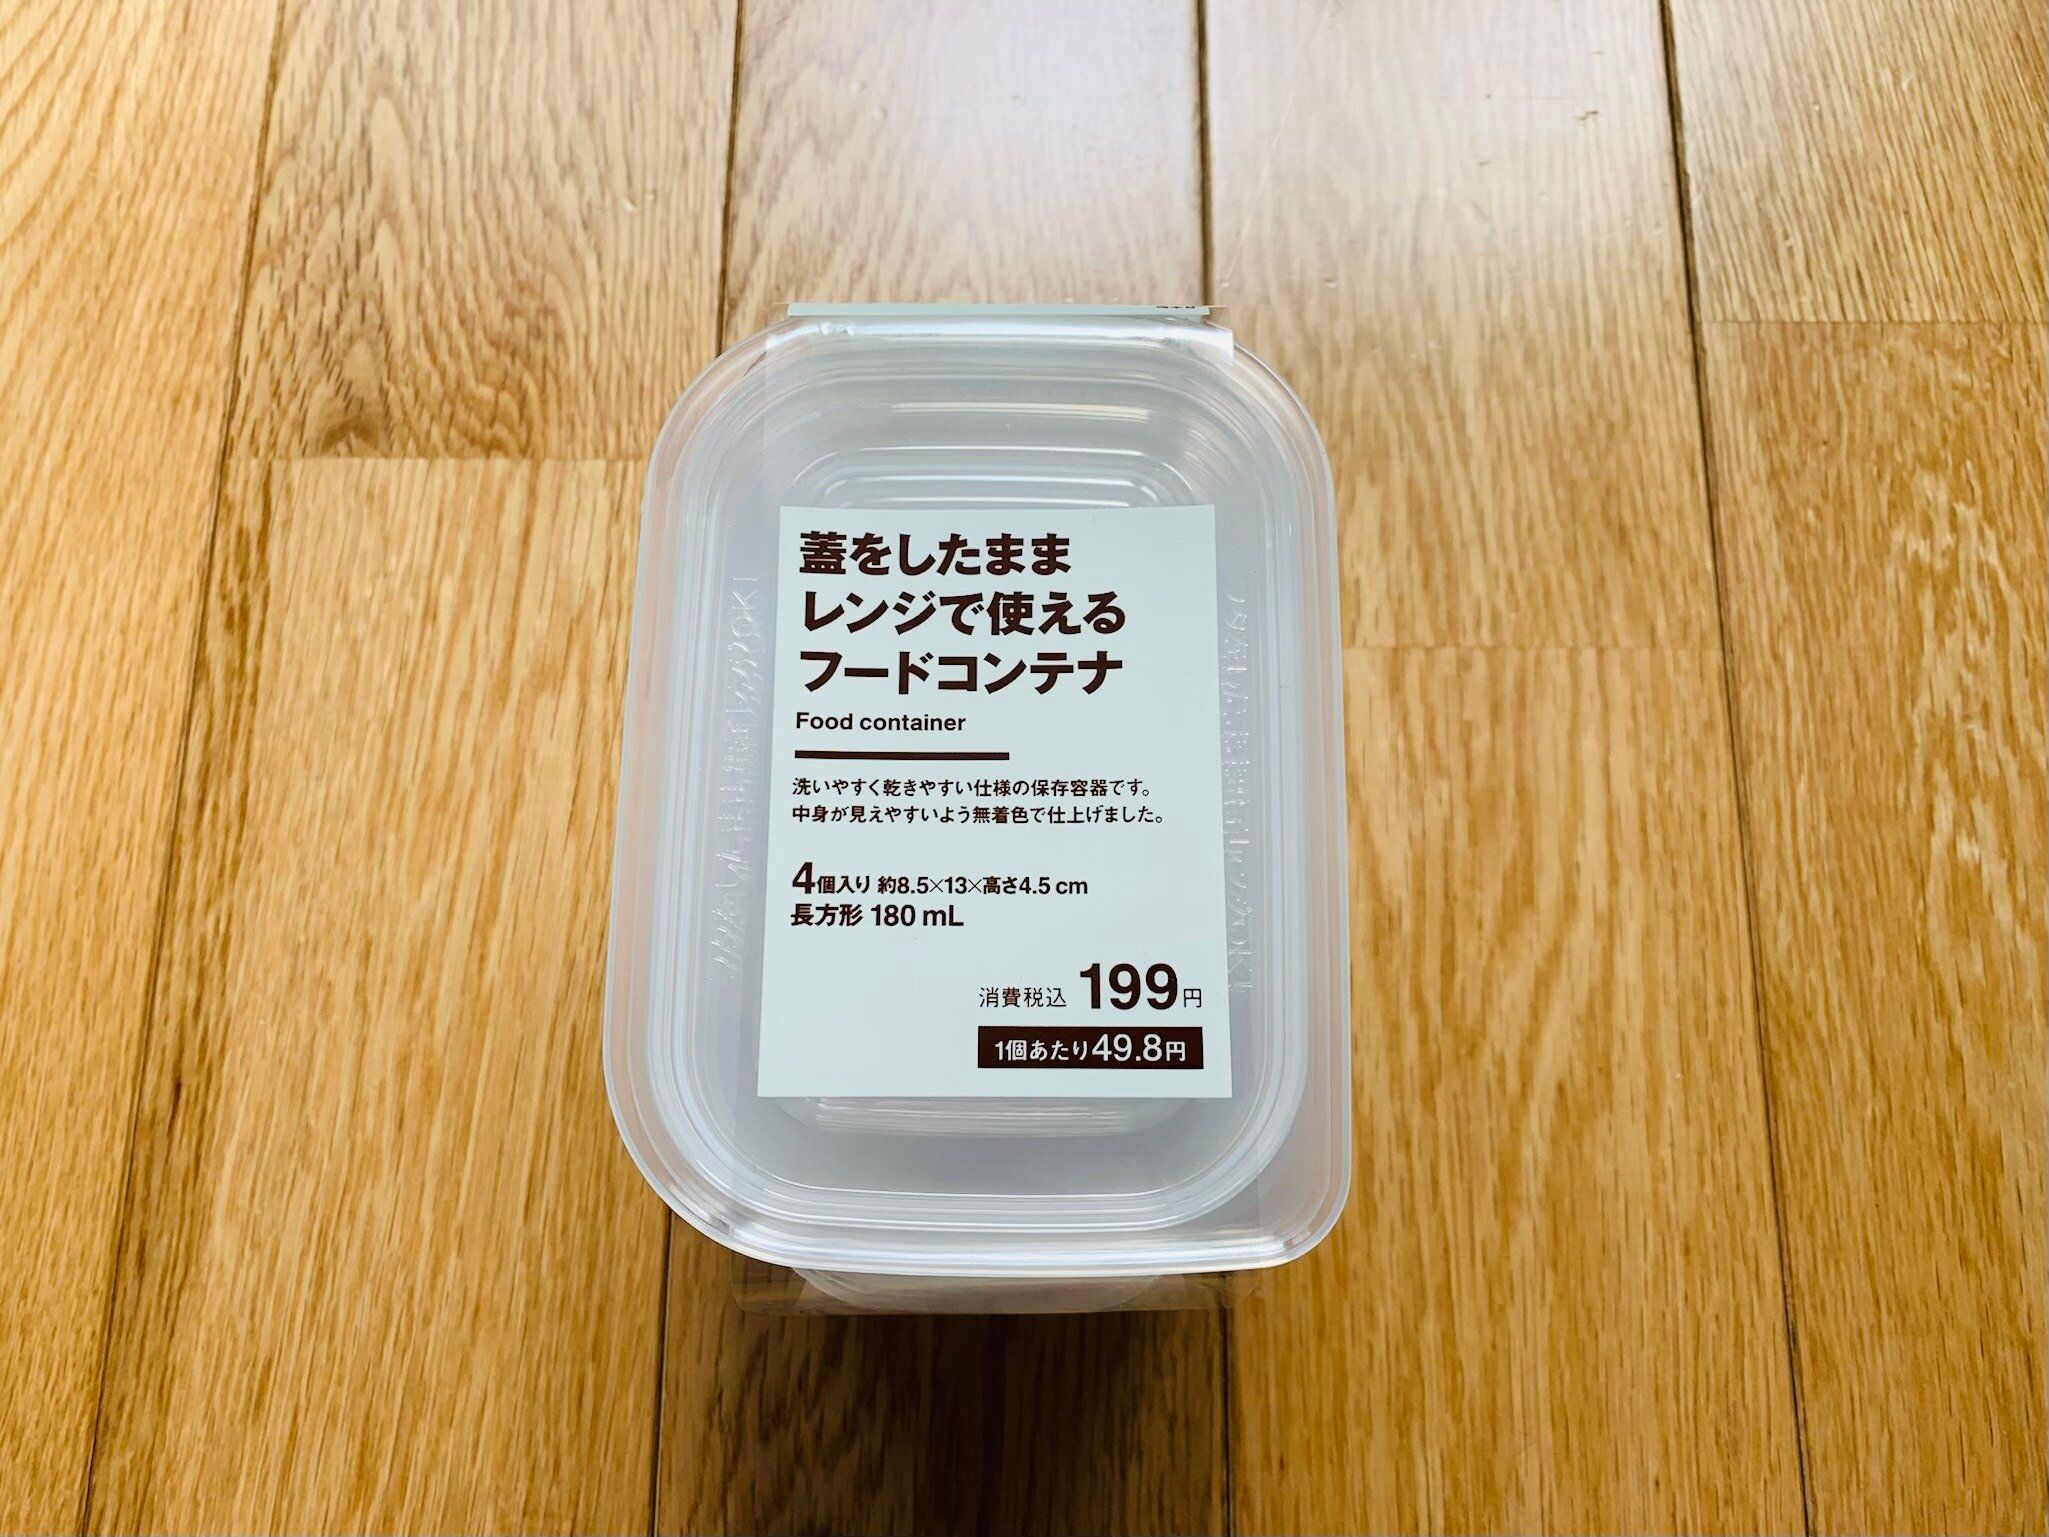 蓋をしたまま
レンジで使える
フードコンテナ
Food container
洗いやすく乾きやすい仕様の保存容器です。
中身が見えやすいよう無着色で仕上げました。
4個入り 約8.5×13×高さ4.5 cm
長方形 180 mL
消費税込 199円
1個あたり49.8円